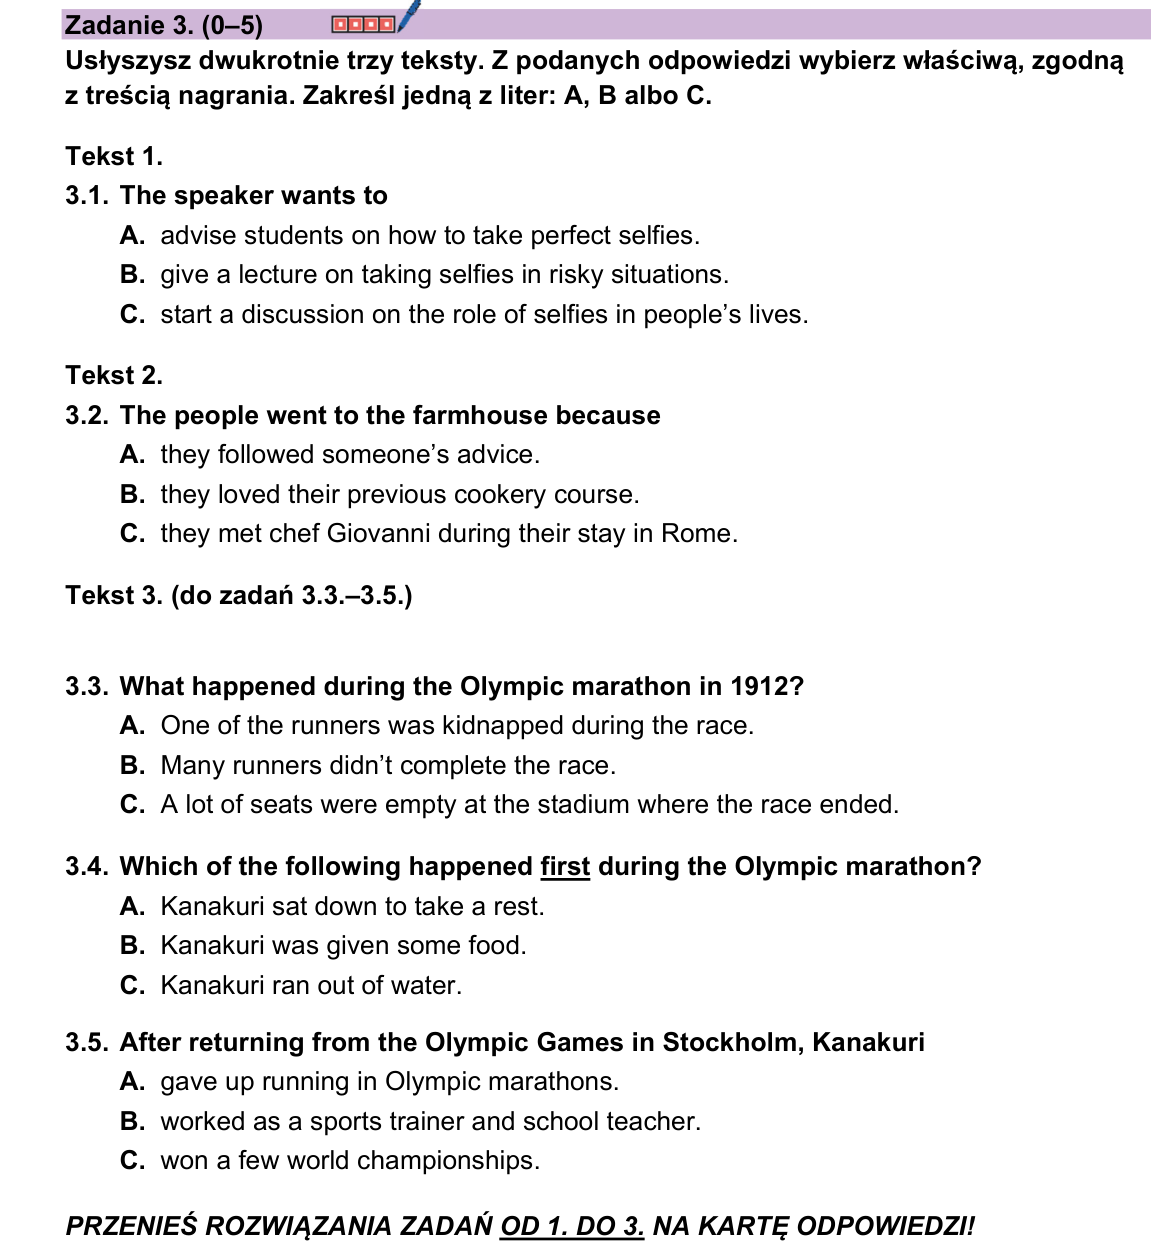 Zadanie 3. (0–5)
Usłyszysz dwukrotnie trzy teksty. Z podanych odpowiedzi wybierz właściwą, zgodną
z treścią nagrania. Zakreśl jedną z liter: A, B albo C.
Tekst 1.
3.1. The speaker wants to
A. advise students on how to take perfect selfies.
B. give a lecture on taking selfies in risky situations.
C. start a discussion on the role of selfies in people’s lives.
Tekst 2.
3.2. The people went to the farmhouse because
A. they followed someone’s advice.
B. they loved their previous cookery course.
C. they met chef Giovanni during their stay in Rome.
Tekst 3. (do zadań 3.3.–3.5.)
3.3. What happened during the Olympic marathon in 1912?
A. One of the runners was kidnapped during the race.
B. Many runners didn’t complete the race.
C. A lot of seats were empty at the stadium where the race ended.
3.4. Which of the following happened first during the Olympic marathon?
A. Kanakuri sat down to take a rest.
B. Kanakuri was given some food.
C. Kanakuri ran out of water.
3.5. After returning from the Olympic Games in Stockholm, Kanakuri
A. gave up running in Olympic marathons.
B. worked as a sports trainer and school teacher.
C. won a few world championships.
PRZENIEŚ ROZWIĄZANIA ZADAŃ OD 1. DO 3. NA KARTĘ ODPOWIEDZI!